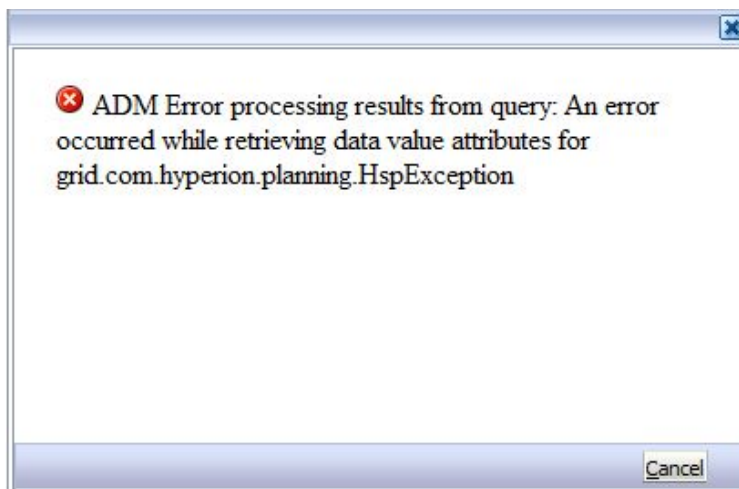 ADM Error processing results from query: An error
occurred while retrieving data value attributes for
grid.com.hyperion.planning.HspException
Cancel